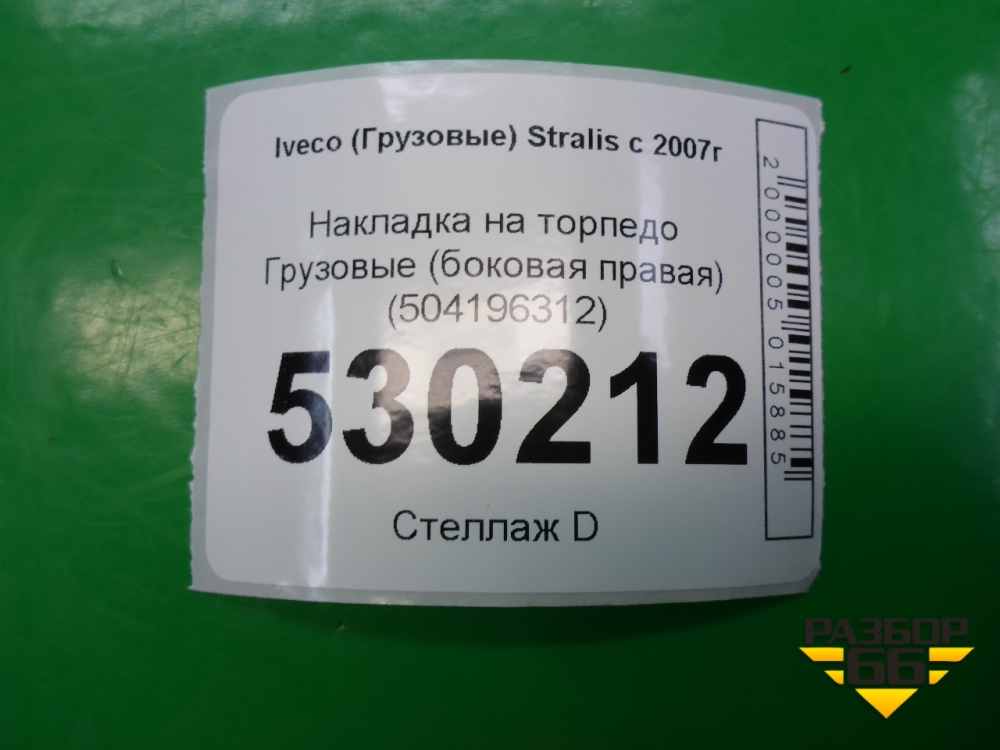 Iveco (Грузовые) Stralis с 2007г
Накладка на торпедо
Грузовые (боковая правая)
(504196312)
530212
Стеллаж D
2000005015885
РАЗБОР
66